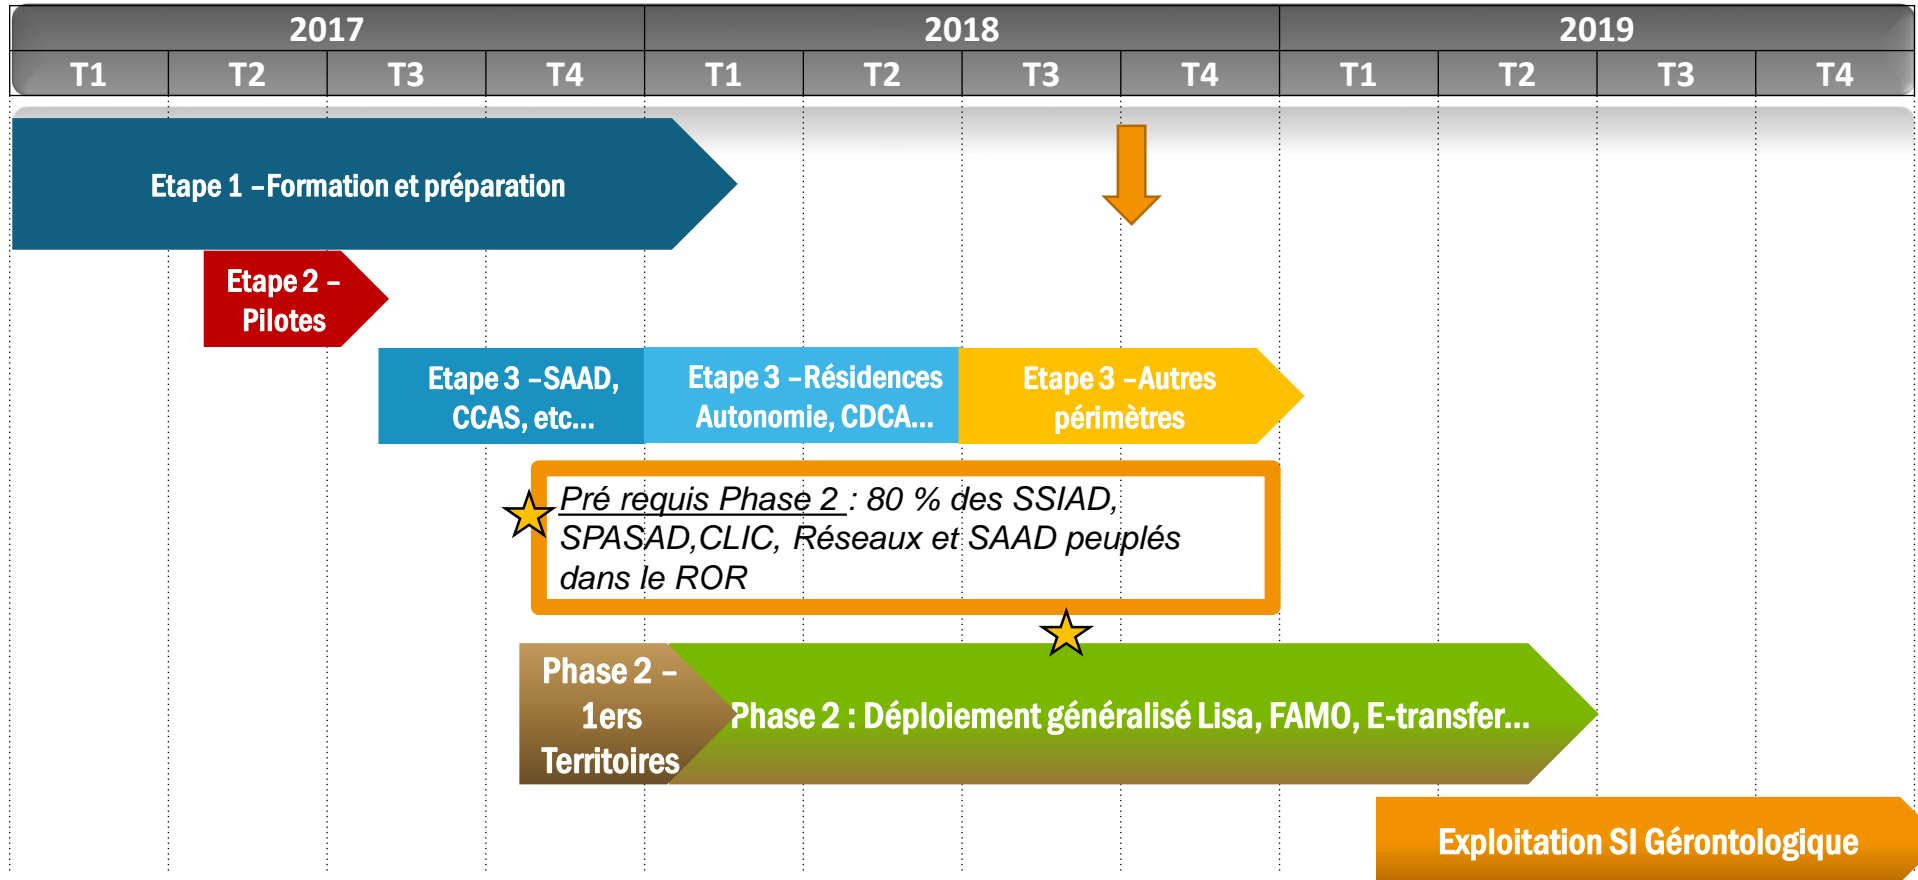 2017 2018 2019
T1 T2 T3 T4 T1 T2 T3 T4 T1 T2 T3 T4
Etape 1 –Formation et préparation
Etape 2 –
Pilotes
Etape 3 –SAAD,
CCAS, etc...
Etape 3 –Résidences
Autonomie, CDCA...
Etape 3 –Autres
périmètres
Pré requis Phase 2 : 80 % des SSIAD,
SPASAD,CLIC, Réseaux et SAAD peuplés
dans le ROR
Phase 2 –
1ers
Territoires
Phase 2 : Déploiement généralisé Lisa, FAMO, E-transfer...
Exploitation SI Gérontologique